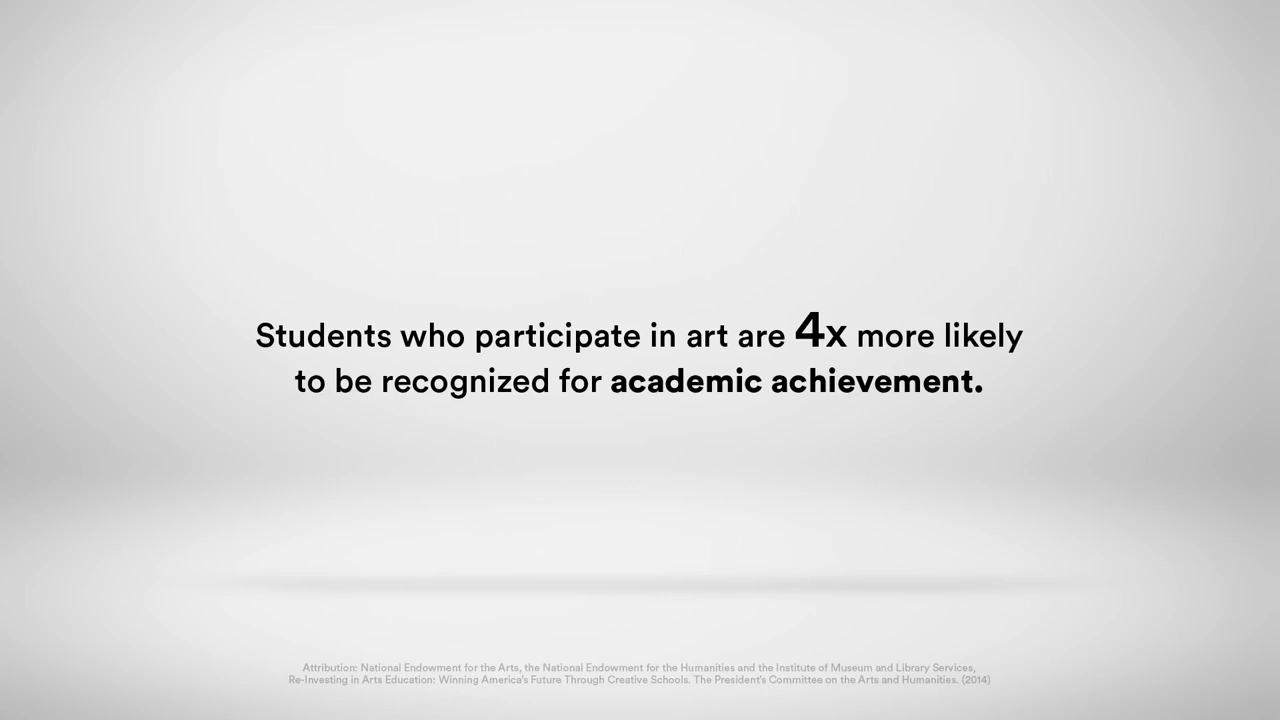 Students who participate in art are 4x more likely
to be recognized for academic achievement.
Attribution: National Endowment for the Arts, the National Endowment for the Humanities and the Institute of Museum and Library Services,
Re-Investing in Arts Education: Winning America's Future Through Creative Schools. The President's Committee on the Arts and Humanities. (2014)